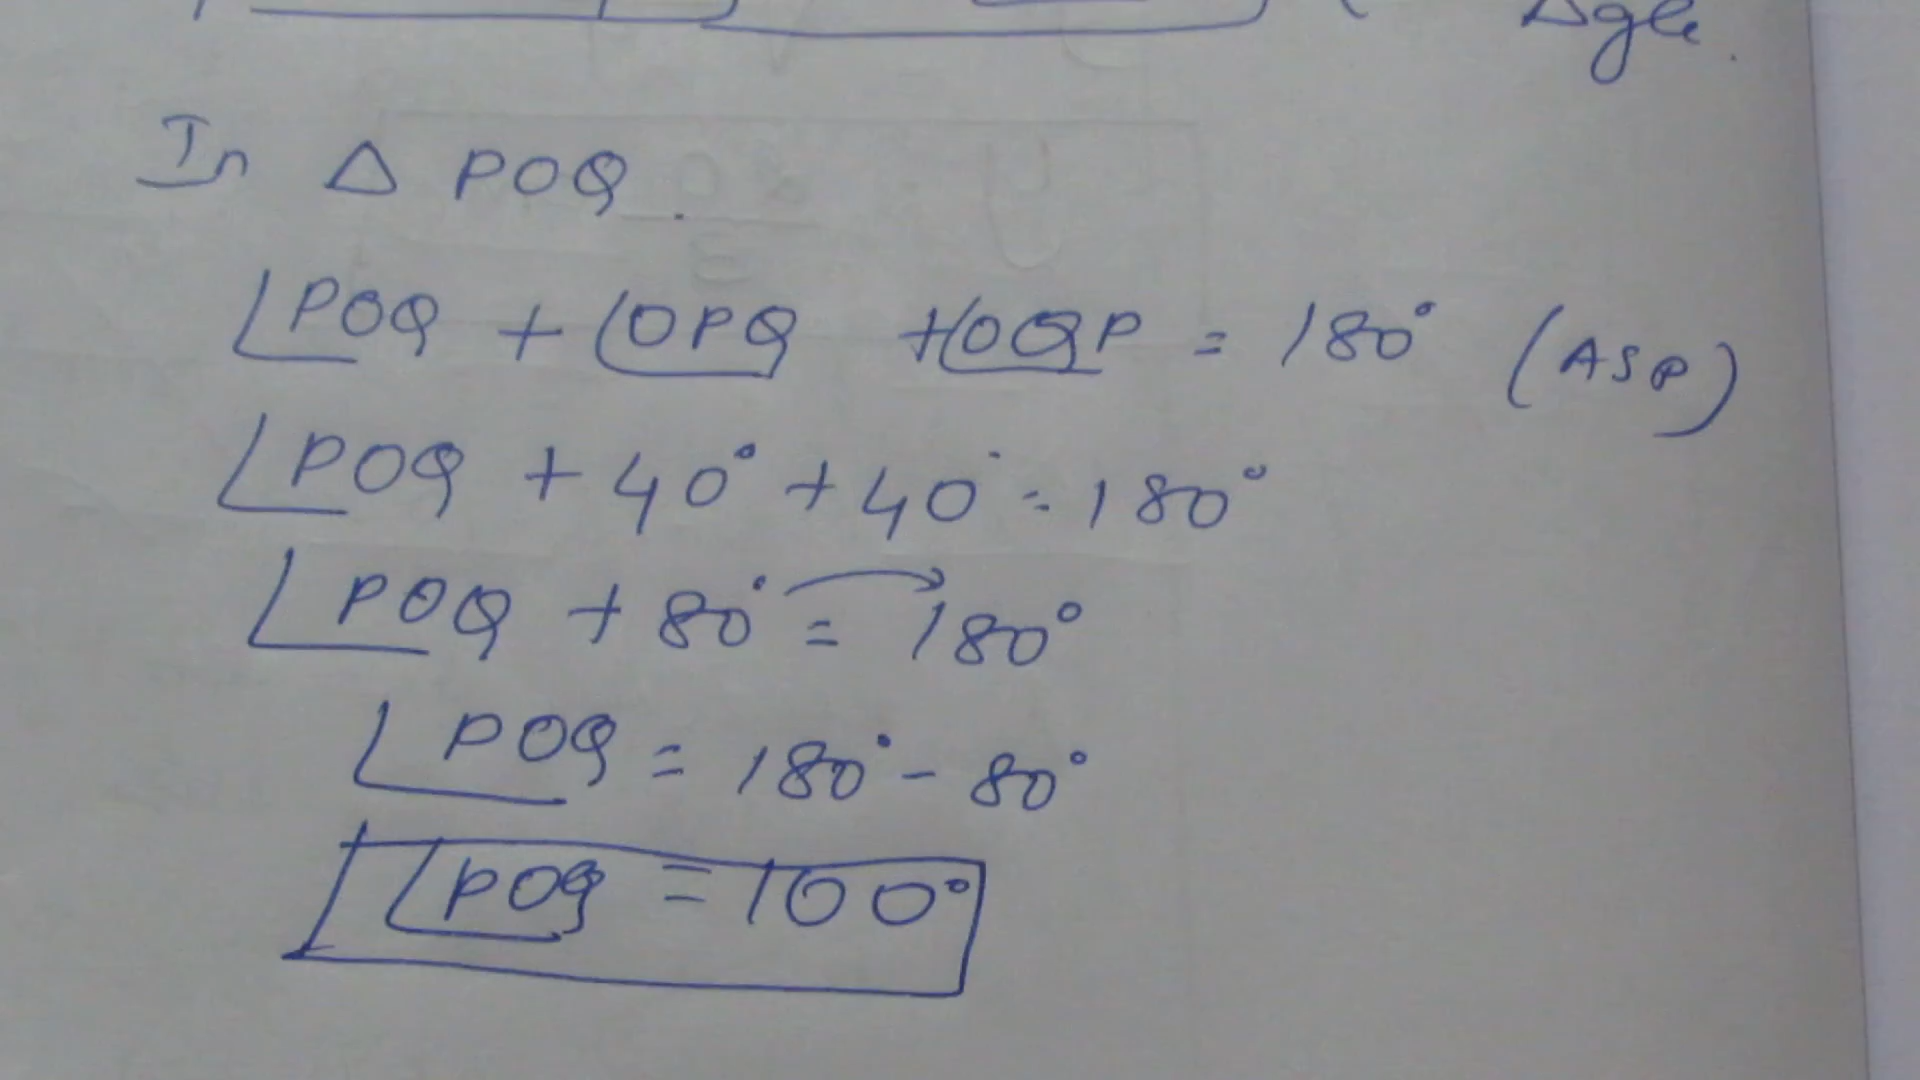 Δgle.
In Δ POQ.
∠POQ + ∠OPQ + ∠OQP = 180° (ASP)
∠POQ + 40° + 40° = 180°
∠POQ + 80° = 180°
∠POQ = 180° - 80°
∠POQ = 100°